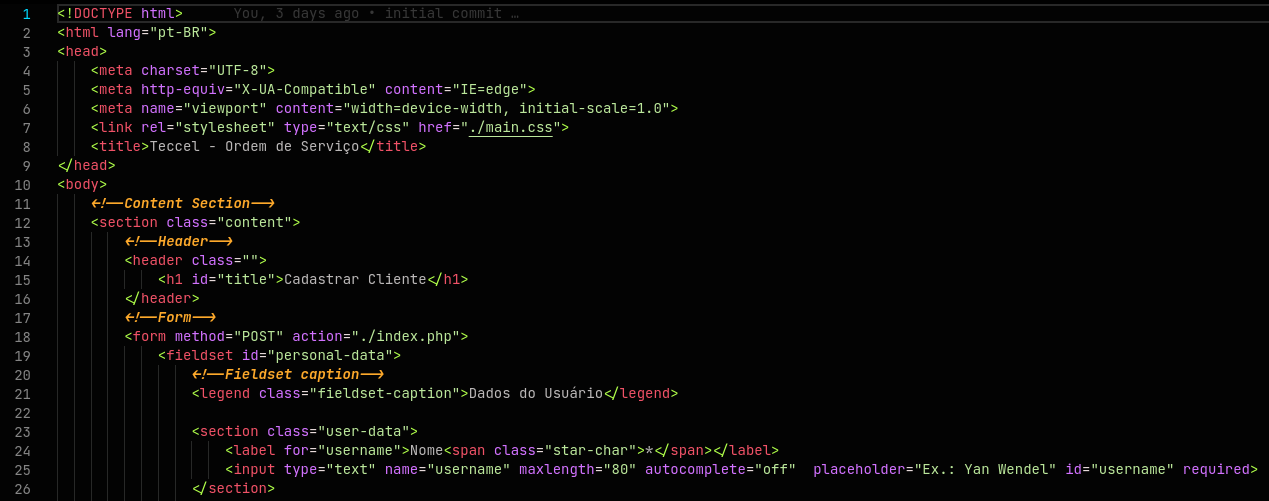 1 <!DOCTYPE html> You, 3 days ago • initial commit …
2 <html lang="pt-BR">
3 <head>
4 <meta charset="UTF-8">
5 <meta http-equiv="X-UA-Compatible" content="IE=edge">
6 <meta name="viewport" content="width=device-width, initial-scale=1.0">
7 <link rel="stylesheet" type="text/css" href="./main.css">
8 <title>Teccel - Ordem de Serviço</title>
9 </head>
10 <body>
11 <!--Content Section-->
12 <section class="content">
13 <!--Header-->
14 <header class="">
15 <h1 id="title">Cadastrar Cliente</h1>
16 </header>
17 <!--Form-->
18 <form method="POST" action="./index.php">
19 <fieldset id="personal-data">
20 <!--Fieldset caption-->
21 <legend class="fieldset-caption">Dados do Usuário</legend>
22
23 <section class="user-data">
24 <label for="username">Nome<span class="star-char">*</span></label>
25 <input type="text" name="username" maxlength="80" autocomplete="off"  placeholder="Ex.: Yan Wendel" id="username" required>
26 </section>